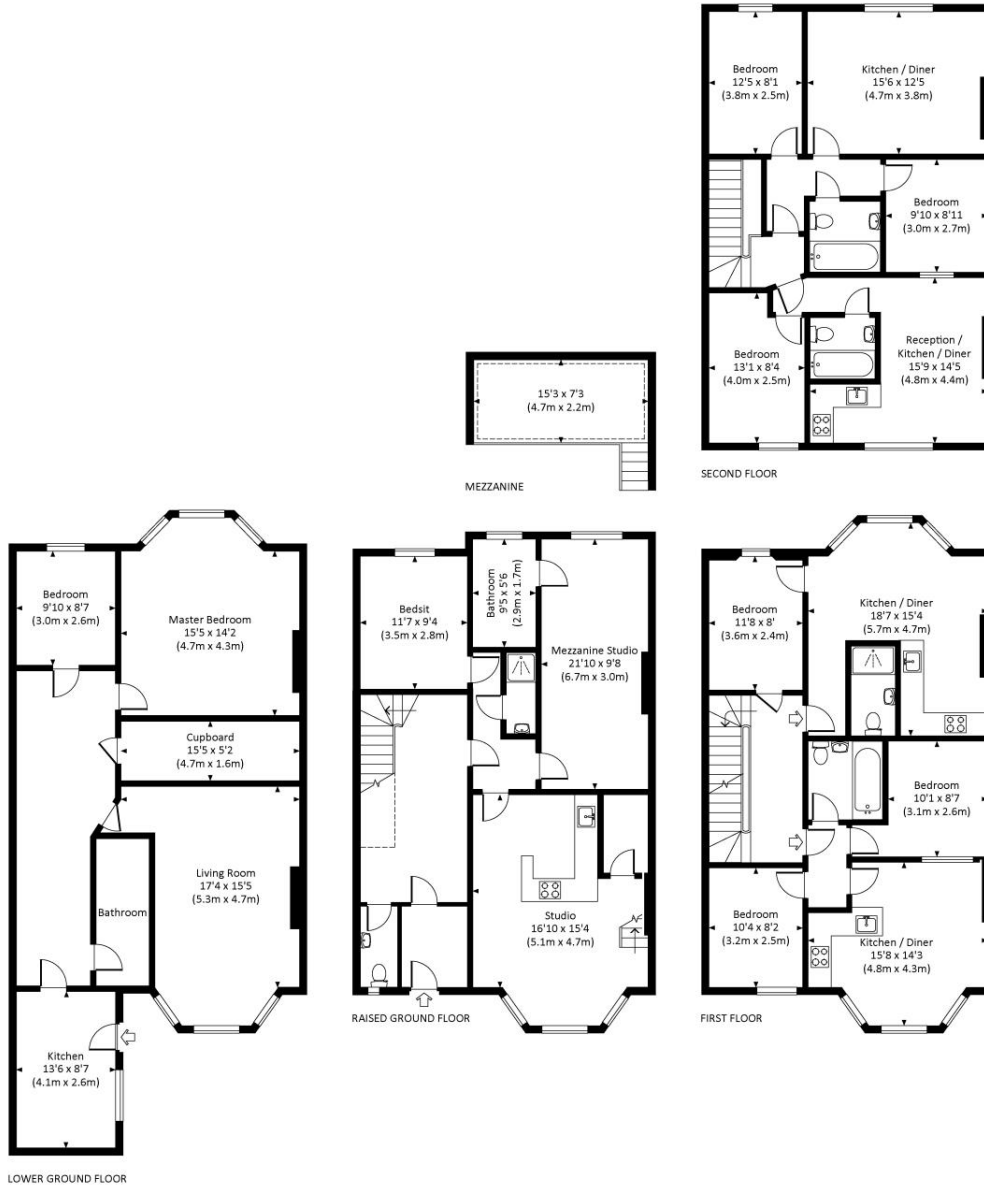 Bedroom
12'5 x 8'1
(3.8m x 2.5m)
Kitchen / Diner
15'6 x 12'5
(4.7m x 3.8m)
Bedroom
9'10 x 8'11
(3.0m x 2.7m)
Bedroom
13'1 x 8'4
(4.0m x 2.5m)
Reception /
Kitchen / Diner
15'9 x 14'5
(4.8m x 4.4m)
SECOND FLOOR
15'3 x 7'3
(4.7m x 2.2m)
MEZZANINE
Bedroom
9'10 x 8'7
(3.0m x 2.6m)
Master Bedroom
15'5 x 14'2
(4.7m x 4.3m)
Cupboard
15'5 x 5'2
(4.7m x 1.6m)
Living Room
17'4 x 15'5
(5.3m x 4.7m)
Bathroom
Kitchen
13'6 x 8'7
(4.1m x 2.6m)
LOWER GROUND FLOOR
Bedsit
11'7 x 9'4
(3.5m x 2.8m)
Bathroom
9'5 x 5'6
(2.9m x 1.7m)
Mezzanine Studio
21'10 x 9'8
(6.7m x 3.0m)
Studio
16'10 x 15'4
(5.1m x 4.7m)
RAISED GROUND FLOOR
Bedroom
11'8 x 8'
(3.6m x 2.4m)
Kitchen / Diner
18'7 x 15'4
(5.7m x 4.7m)
Bedroom
10'1 x 8'7
(3.1m x 2.6m)
Bedroom
10'4 x 8'2
(3.2m x 2.5m)
Kitchen / Diner
15'8 x 14'3
(4.8m x 4.3m)
FIRST FLOOR